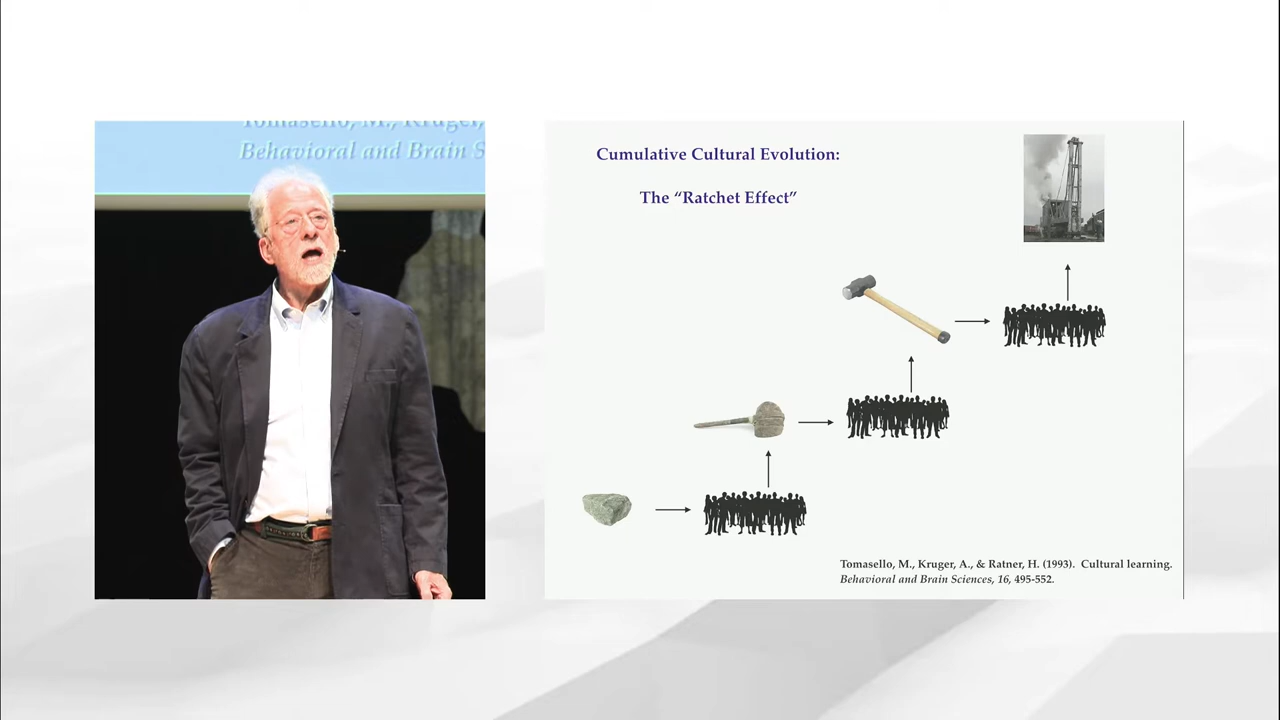 Tomasello, M., Kruger,
Behavioral and Brain S
Cumulative Cultural Evolution:
The “Ratchet Effect”
Tomasello, M., Kruger, A., & Ratner, H. (1993). Cultural learning.
Behavioral and Brain Sciences, 16, 495-552.